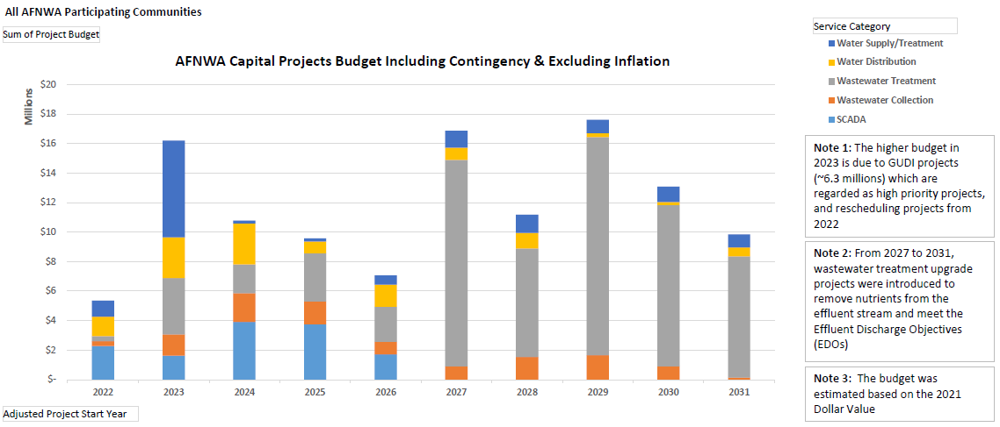 All AFNWA Participating Communities
Sum of Project Budget
AFNWA Capital Projects Budget Including Contingency & Excluding Inflation
Millions
$20
$18
$16
$14
$12
$10
$8
$6
$4
$2
$-
2022 2023 2024 2025 2026 2027 2028 2029 2030 2031
Adjusted Project Start Year
Service Category
Water Supply/Treatment
Water Distribution
Wastewater Treatment
Wastewater Collection
SCADA
Note 1: The higher budget in
2023 is due to GUDI projects
(~6.3 millions) which are
regarded as high priority projects,
and rescheduling projects from
2022
Note 2: From 2027 to 2031,
wastewater treatment upgrade
projects were introduced to
remove nutrients from the
effluent stream and meet the
Effluent Discharge Objectives
(EDOs)
Note 3: The budget was
estimated based on the 2021
Dollar Value